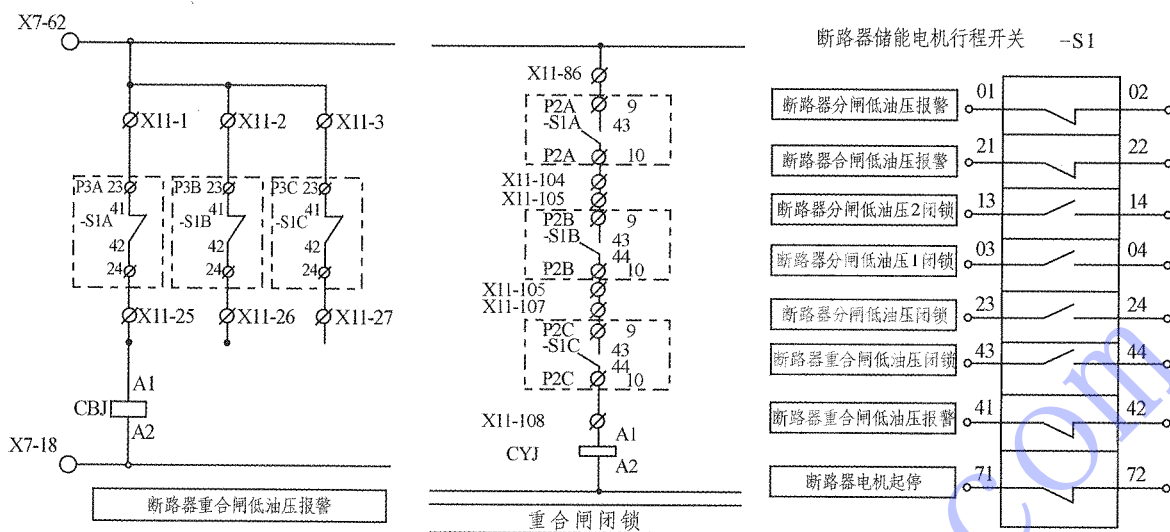 X7-62
X11-1 X11-2 X11-3
P3A 23 P3B 23 P3C 23
41 41 41
-S1A -S1B -S1C
42 42 42
24 24 24
X11-25 X11-26 X11-27
A1
CBJ
A2
X7-18
断路器重合闸低油压报警
X11-86
P2A 9
-S1A 43
P2A 10
X11-104
X11-105
P2B 9
-S1B 43
44
P2B 10
X11-105
X11-107
P2C 9
-S1C 43
44
P2C 10
X11-108
A1
CYJ
A2
重合闸闭锁
断路器储能电机行程开关 -S1
断路器分闸低油压报警 01 02
断路器合闸低油压报警 21 22
断路器分闸低油压2闭锁 13 14
断路器分闸低油压1闭锁 03 04
断路器分闸低油压闭锁 23 24
断路器重合闸低油压闭锁 43 44
断路器重合闸低油压报警 41 42
断路器电机起停 71 72
com